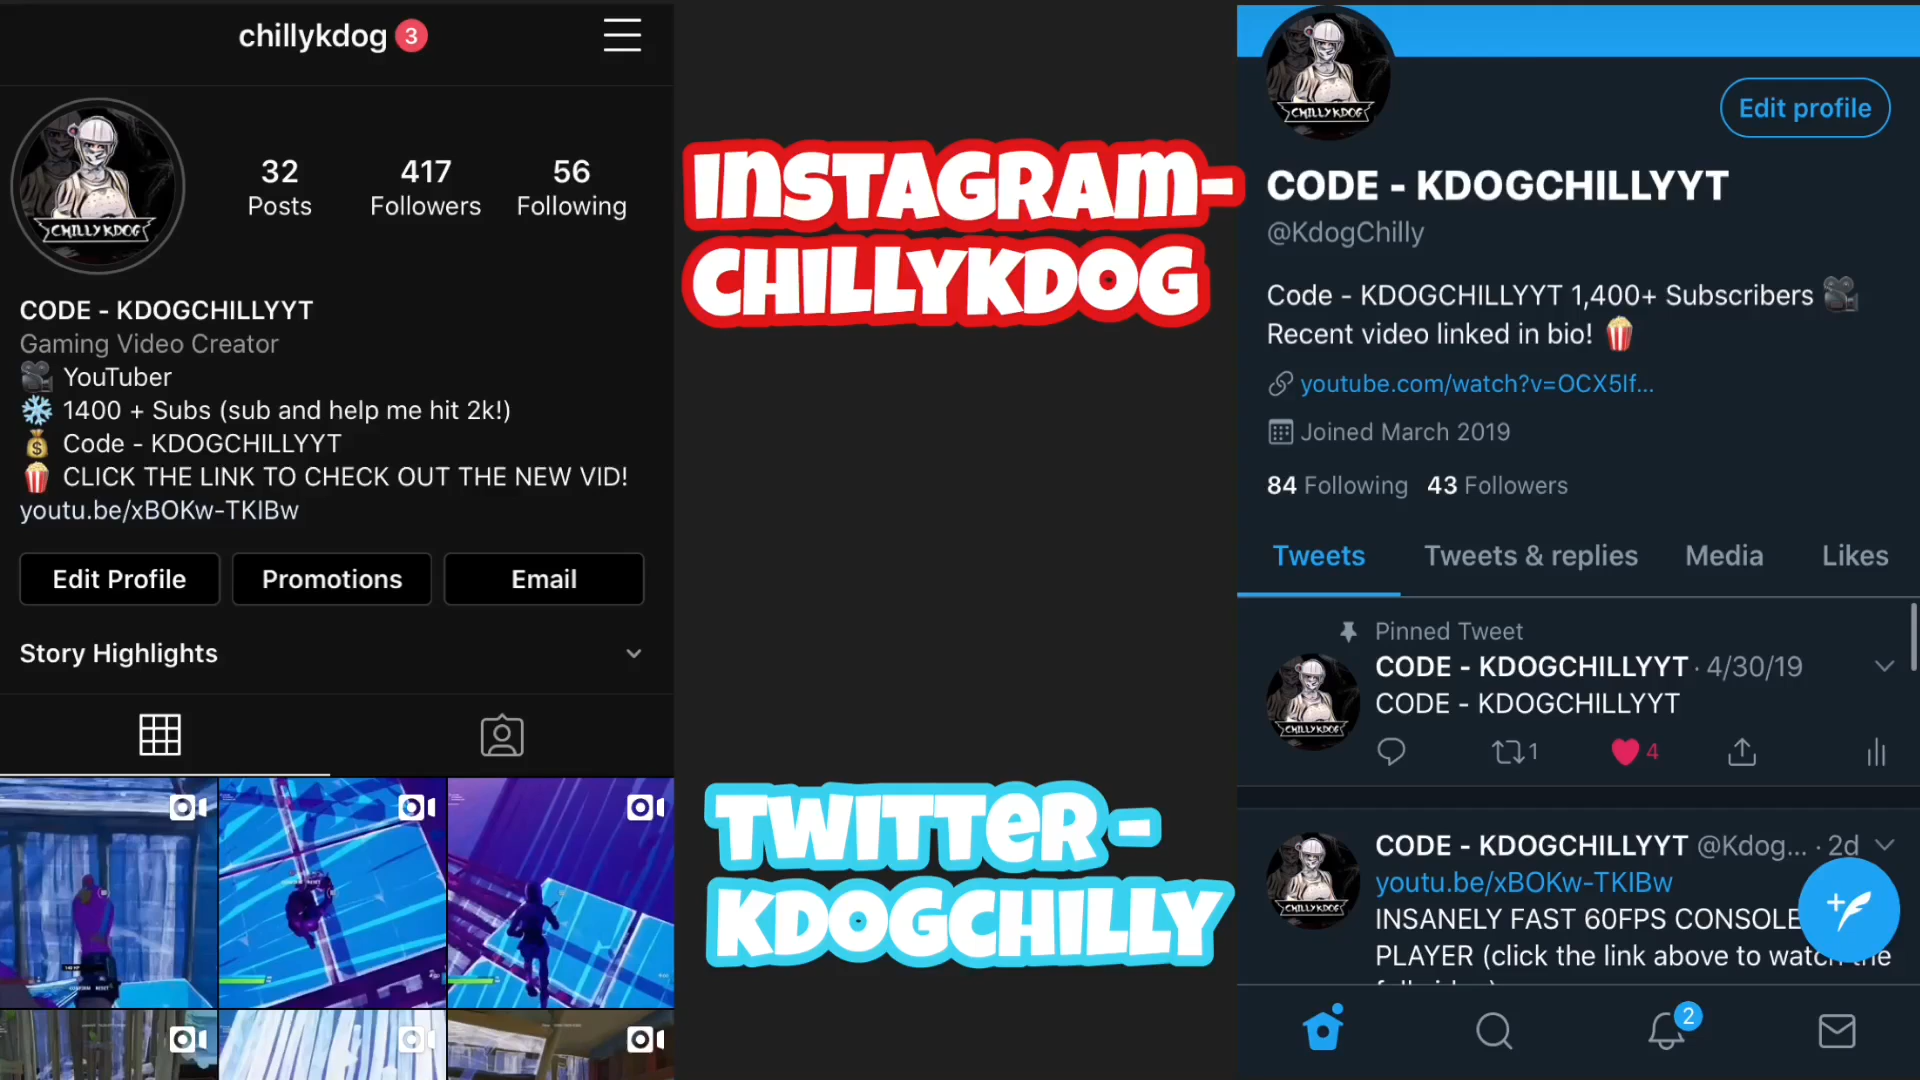 chillykdog 3
CHILLYKDOG
32
Posts
417
Followers
56
Following
CODE - KDOGCHILLYYT
Gaming Video Creator
YouTuber
1400 + Subs (sub and help me hit 2k!)
Code - KDOGCHILLYYT
CLICK THE LINK TO CHECK OUT THE NEW VID!
youtu.be/xBOKw-TKIBw
Edit Profile
Promotions
Email
Story Highlights
INSTAGRAM-
CHILLYKDOG
TWITTER -
KDOGCHILLY
CHILLYKDOG
Edit profile
CODE - KDOGCHILLYYT
@KdogChilly
Code - KDOGCHILLYYT 1,400+ Subscribers
Recent video linked in bio!
youtube.com/watch?v=OCX5lf...
Joined March 2019
84 Following 43 Followers
Tweets Tweets & replies Media Likes
Pinned Tweet
CODE - KDOGCHILLYYT · 4/30/19
CODE - KDOGCHILLYYT
CHILLYKDOG
1
4
CODE - KDOGCHILLYYT @Kdog... · 2d
youtu.be/xBOKw-TKIBw
INSANELY FAST 60FPS CONSOLE
PLAYER (click the link above to watch the
CHILLYKDOG
2